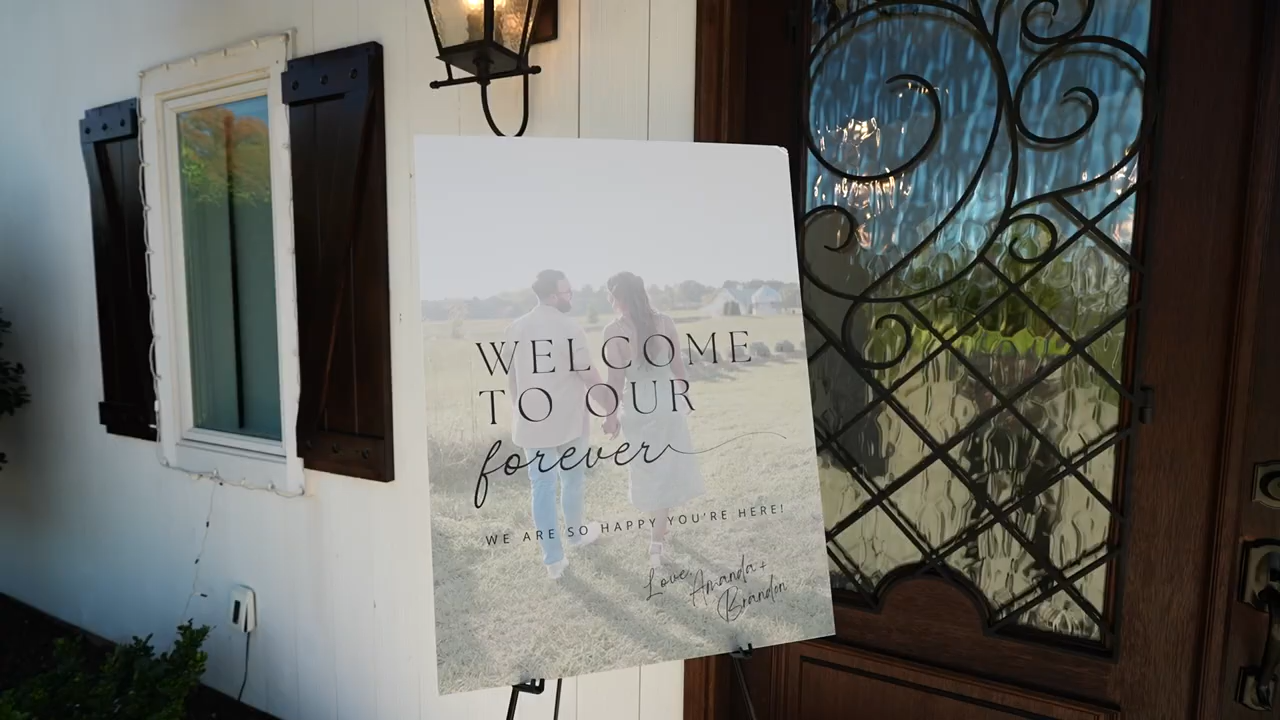 WELCOME
TO OUR
forever
WE ARE SO HAPPY YOU'RE HERE!
Love,
Amanda +
Brandon